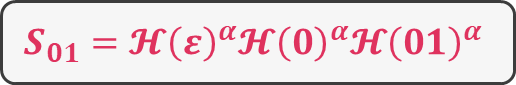 S₀₁ = ℋ(ε)^α ℋ(0)^α ℋ(01)^α